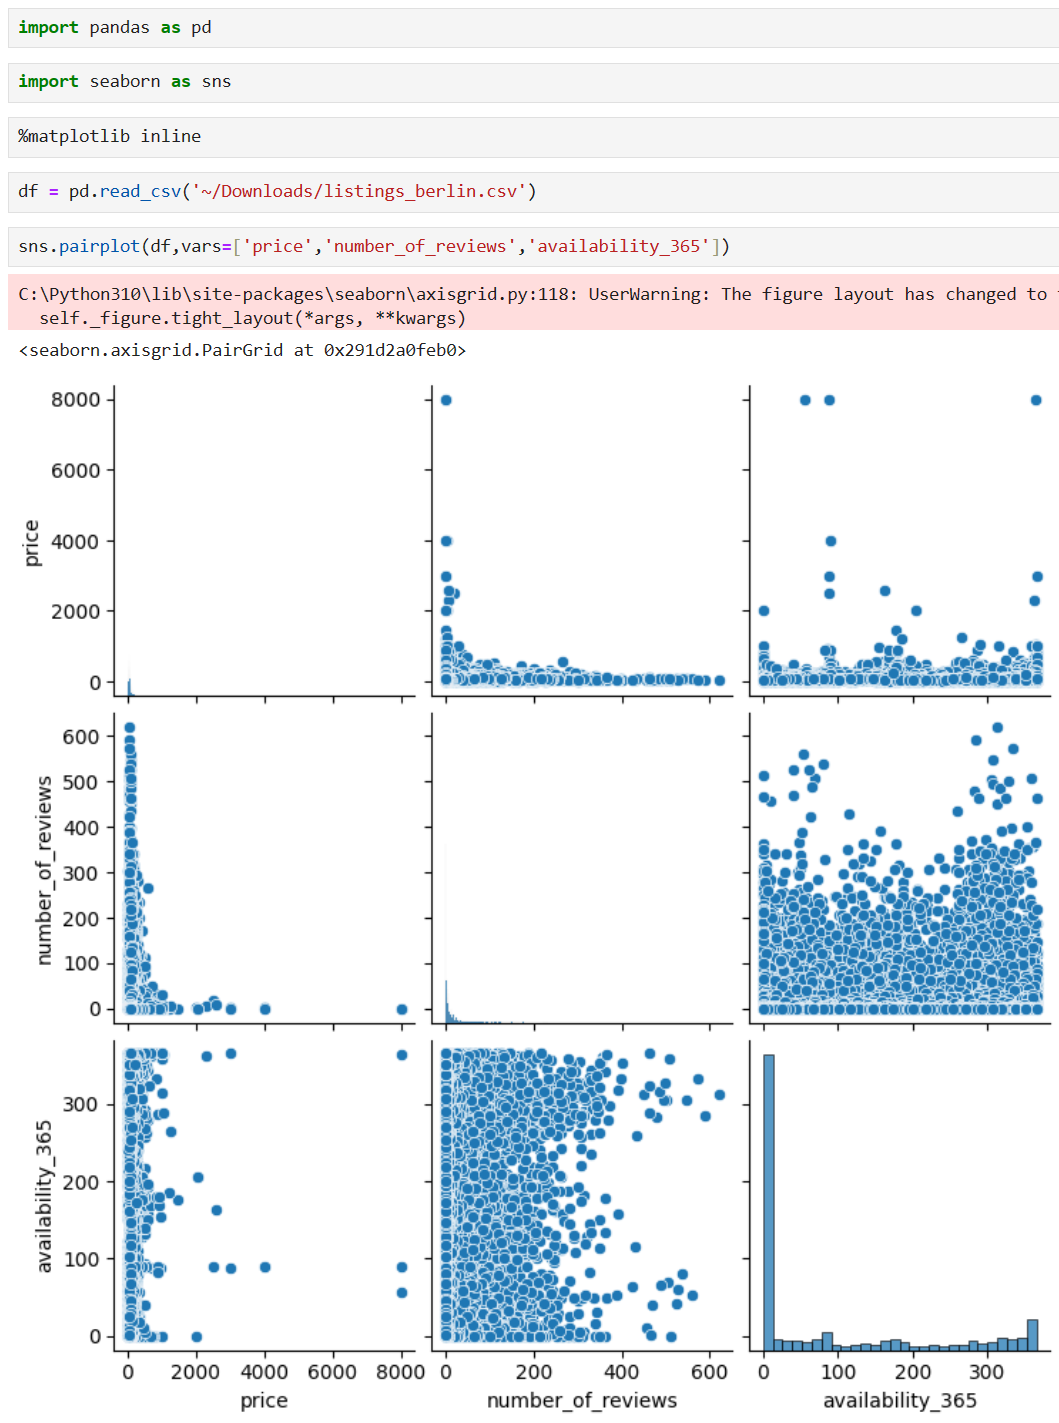 import pandas as pd
import seaborn as sns
%matplotlib inline
df = pd.read_csv('~/Downloads/listings_berlin.csv')
sns.pairplot(df,vars=['price','number_of_reviews','availability_365'])
C:\Python310\lib\site-packages\seaborn\axisgrid.py:118: UserWarning: The figure layout has changed to
self._figure.tight_layout(*args, **kwargs)
<seaborn.axisgrid.PairGrid at 0x291d2a0feb0>
8000
6000
4000
2000
0
price
600
500
400
300
200
100
0
number_of_reviews
300
200
100
0
availability_365
0 2000 4000 6000 8000
0 200 400 600
0 100 200 300
price
number_of_reviews
availability_365